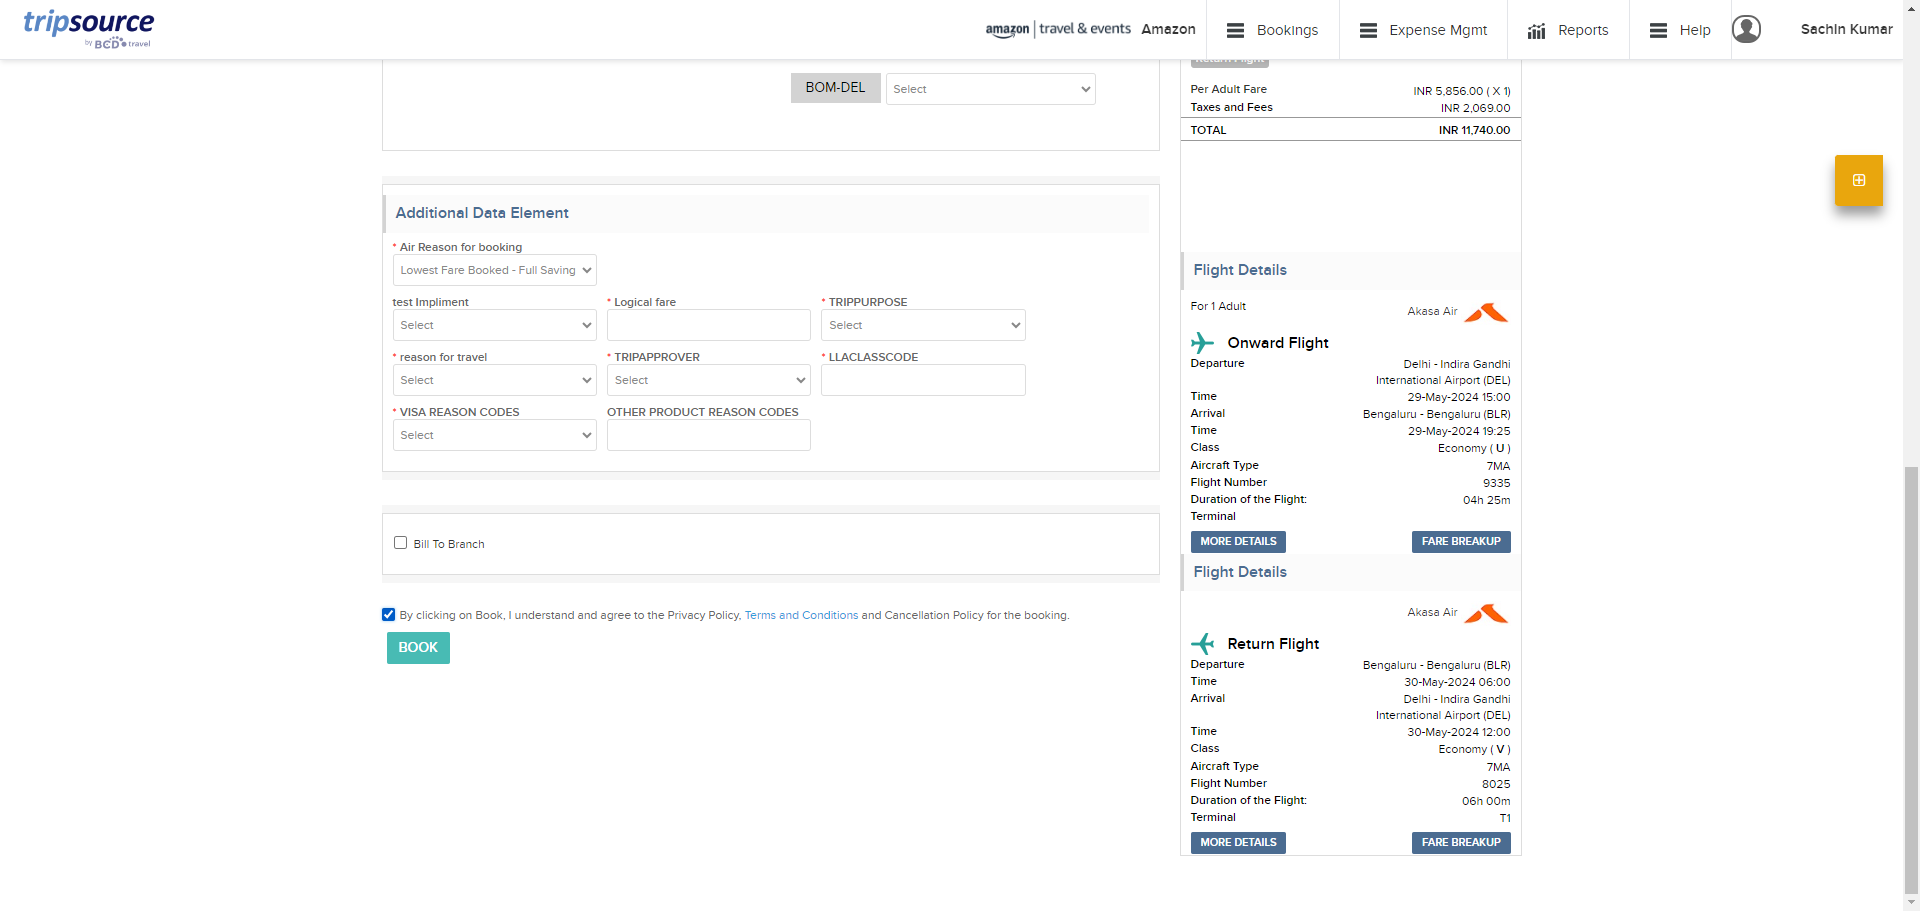 tripsource
by BCD travel
amazon | travel & events Amazon
Bookings
Expense Mgmt
Reports
Help
Sachin Kumar
BOM-DEL
Select
Return Flight
Per Adult Fare INR 5,856.00 ( X 1)
Taxes and Fees INR 2,069.00
TOTAL INR 11,740.00
Additional Data Element
* Air Reason for booking
Lowest Fare Booked - Full Saving
test Impliment * Logical fare * TRIPPURPOSE
Select Select
* reason for travel * TRIPAPPROVER * LLACLASSCODE
Select Select
* VISA REASON CODES OTHER PRODUCT REASON CODES
Select
Bill To Branch
By clicking on Book, I understand and agree to the Privacy Policy, Terms and Conditions and Cancellation Policy for the booking.
BOOK
Flight Details
For 1 Adult Akasa Air
Onward Flight
Departure Delhi - Indira Gandhi
International Airport (DEL)
Time 29-May-2024 15:00
Arrival Bengaluru - Bengaluru (BLR)
Time 29-May-2024 19:25
Class Economy ( U )
Aircraft Type 7MA
Flight Number 9335
Duration of the Flight: 04h 25m
Terminal
MORE DETAILS FARE BREAKUP
Flight Details
Akasa Air
Return Flight
Departure Bengaluru - Bengaluru (BLR)
Time 30-May-2024 06:00
Arrival Delhi - Indira Gandhi
International Airport (DEL)
Time 30-May-2024 12:00
Class Economy ( V )
Aircraft Type 7MA
Flight Number 8025
Duration of the Flight: 06h 00m
Terminal T1
MORE DETAILS FARE BREAKUP